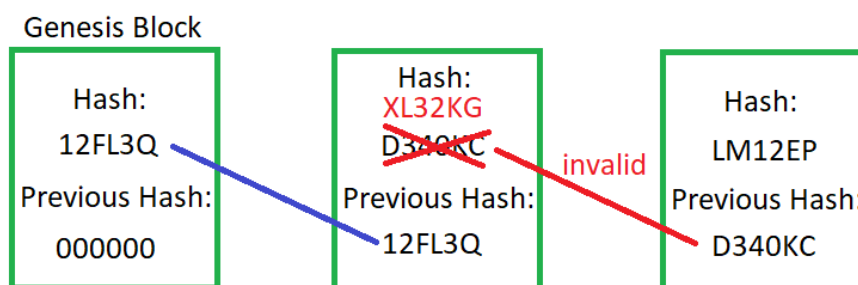 Genesis Block
Hash:
12FL3Q
Previous Hash:
000000
Hash:
XL32KG
D340KC
Previous Hash:
12FL3Q
invalid
Hash:
LM12EP
Previous Hash:
D340KC